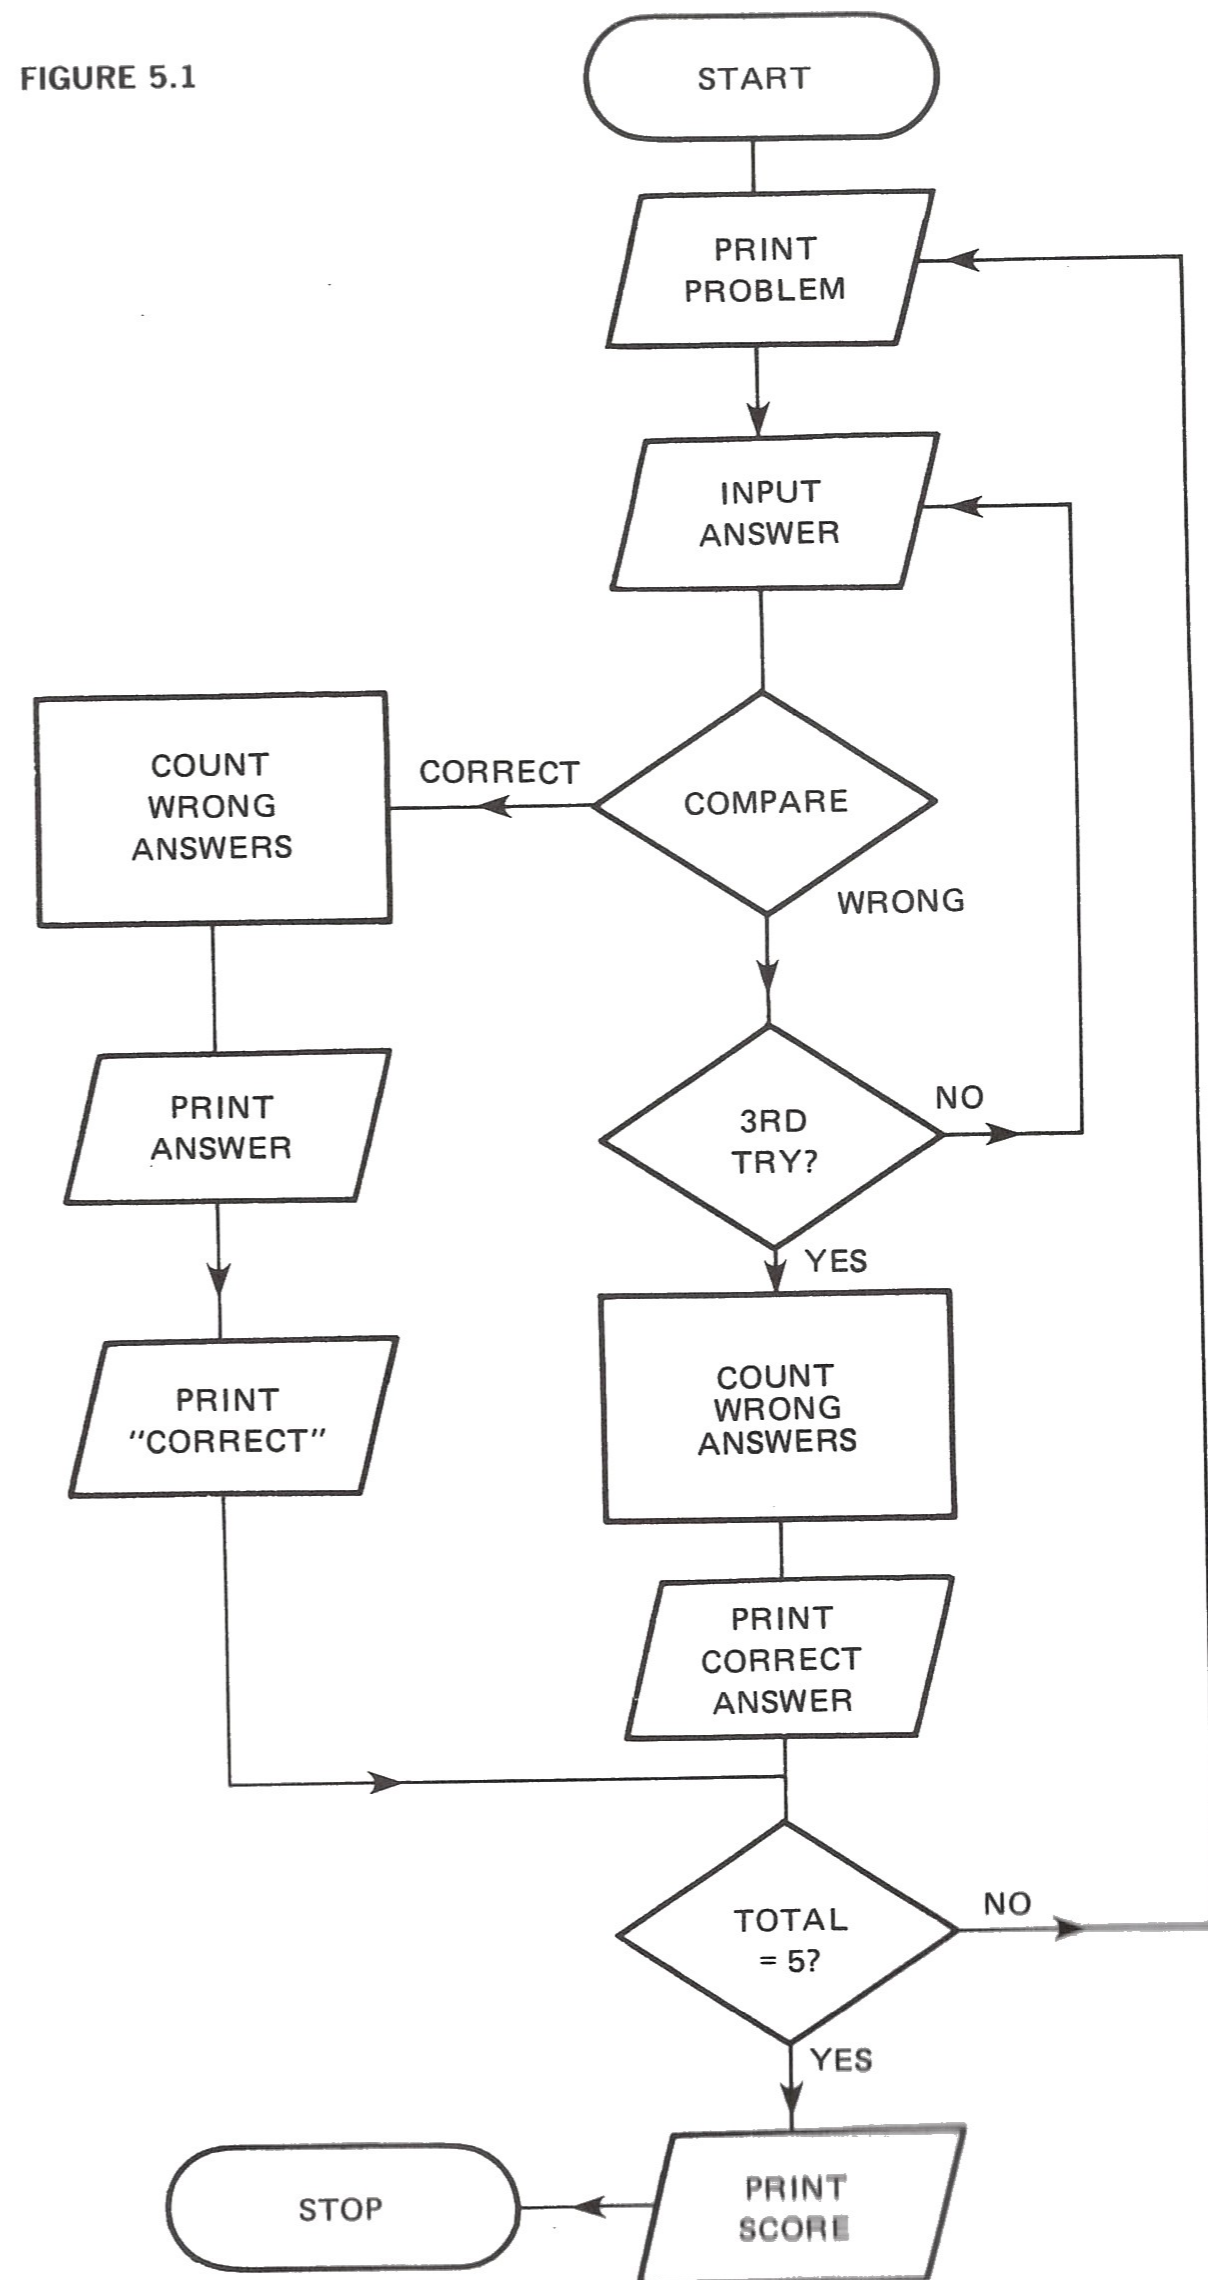 FIGURE 5.1
START
PRINT
PROBLEM
INPUT
ANSWER
COMPARE
CORRECT
COUNT
WRONG
ANSWERS
WRONG
PRINT
ANSWER
3RD
TRY?
NO
YES
PRINT
"CORRECT"
COUNT
WRONG
ANSWERS
PRINT
CORRECT
ANSWER
TOTAL
= 5?
NO
YES
PRINT
SCORE
STOP